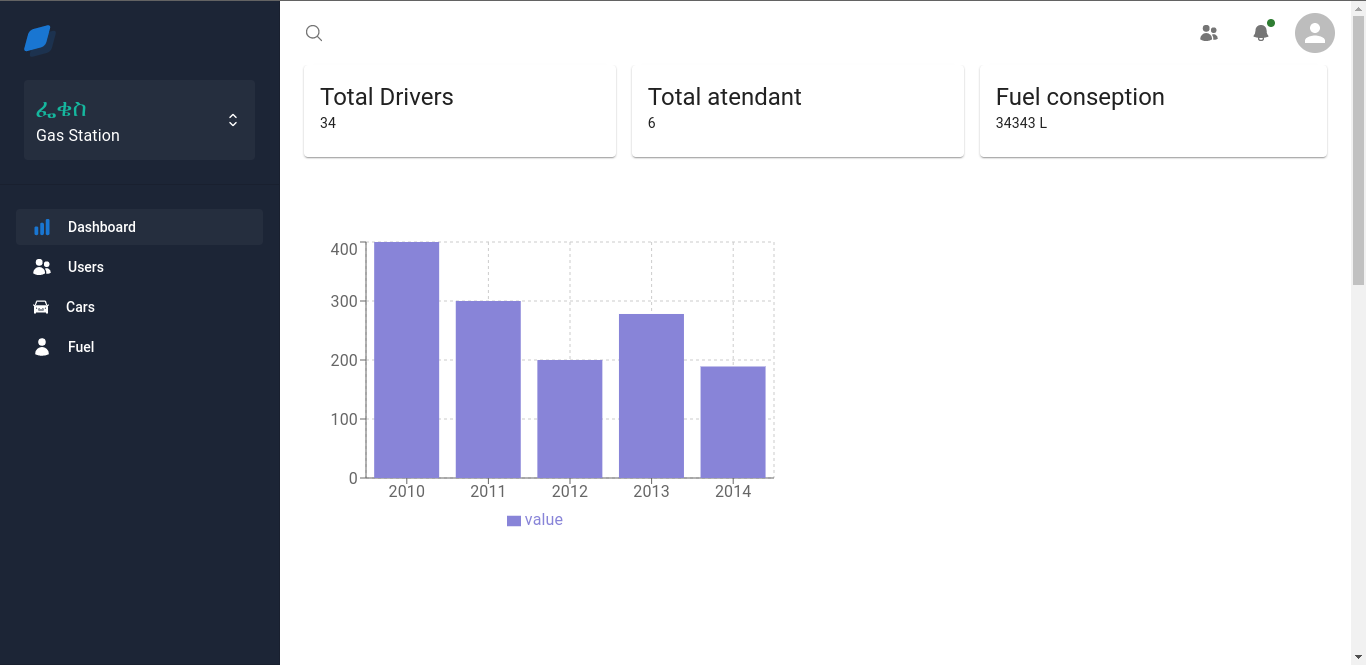 ፈ.ቂስ
Gas Station
Dashboard
Users
Cars
Fuel
Total Drivers
34
Total atendant
6
Fuel conseption
34343 L
400
300
200
100
0
2010
2011
2012
2013
2014
value